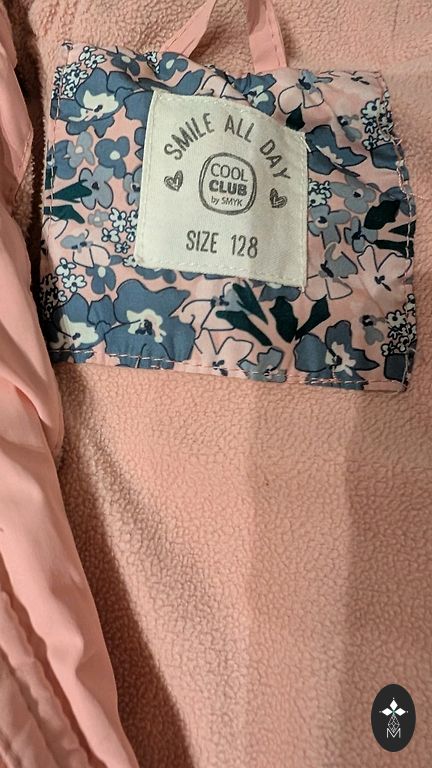 SMILE ALL DAY
COOL
CLUB
by SMYK
SIZE 128
M